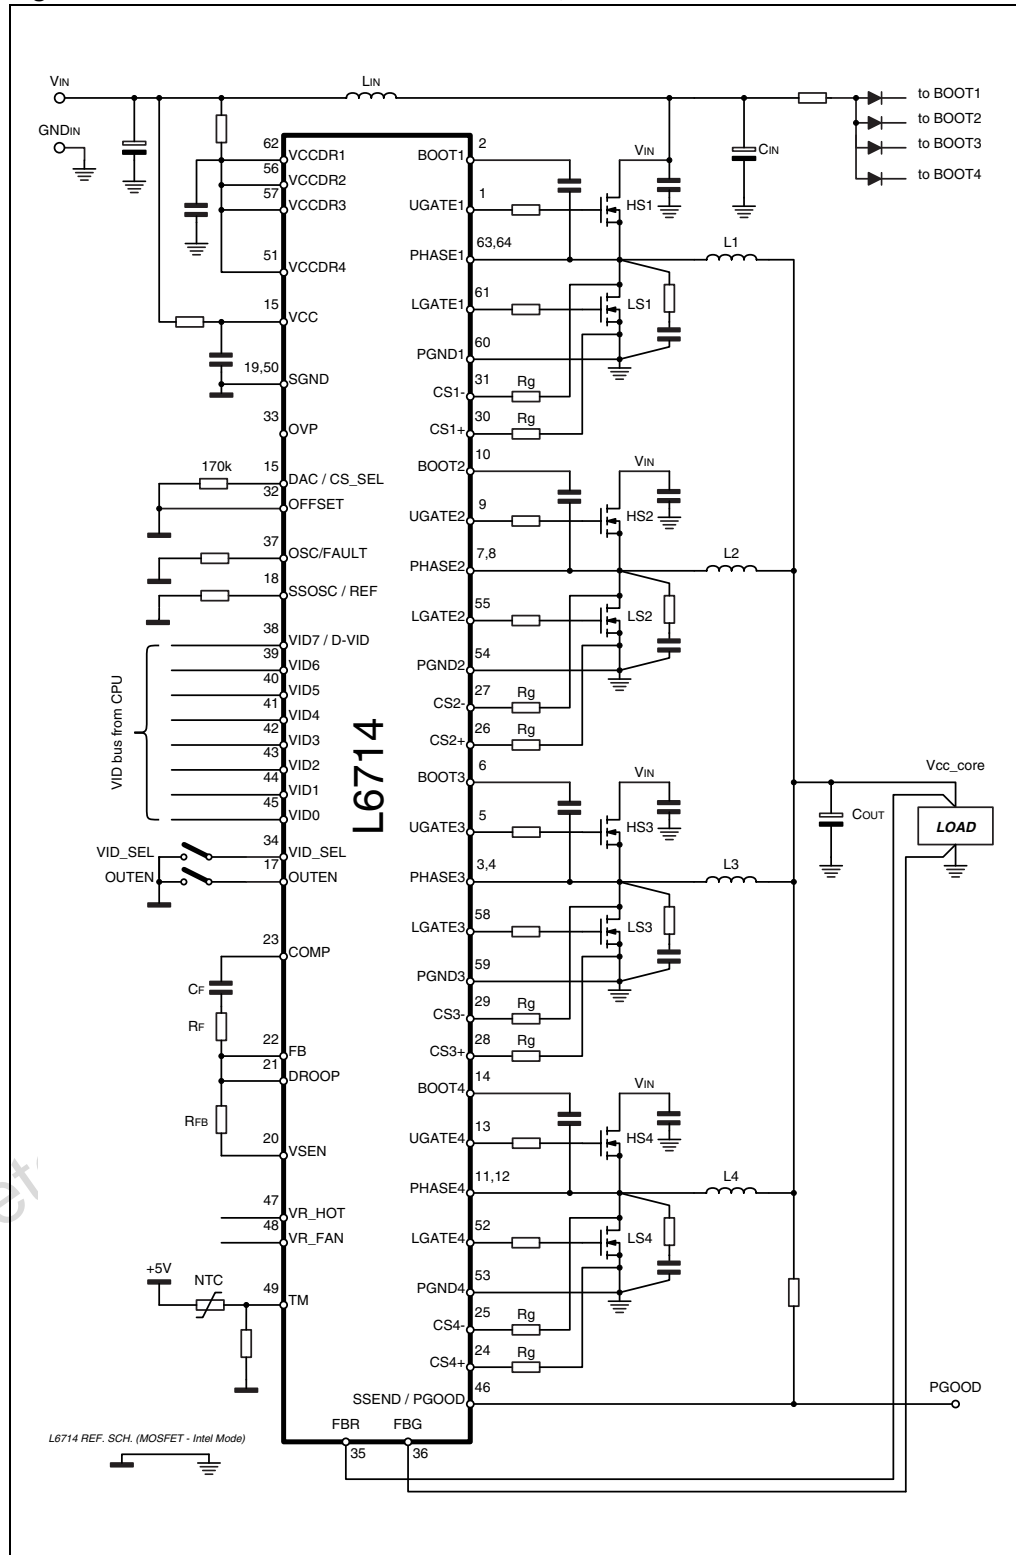 VIN
LIN
to BOOT1
to BOOT2
to BOOT3
to BOOT4
GNDIN
CIN
62 VCCDR1
56 VCCDR2
57 VCCDR3
51 VCCDR4
15 VCC
19,50 SGND
33 OVP
170k
15 DAC / CS_SEL
32 OFFSET
37 OSC/FAULT
18 SSOSC / REF
38 VID7 / D-VID
39 VID6
40 VID5
41 VID4
42 VID3
43 VID2
44 VID1
45 VID0
VID bus from CPU
VID_SEL 34 VID_SEL
OUTEN 17 OUTEN
23 COMP
CF
RF
22 FB
21 DROOP
RFB
20 VSEN
47 VR_HOT
48 VR_FAN
+5V
NTC
49 TM
L6714
BOOT1 2
VIN
UGATE1 1
HS1
PHASE1 63,64
L1
LGATE1 61
LS1
PGND1 60
CS1- 31 Rg
CS1+ 30 Rg
BOOT2 10
VIN
UGATE2 9
HS2
PHASE2 7,8
L2
LGATE2 55
LS2
PGND2 54
CS2- 27 Rg
CS2+ 26 Rg
BOOT3 6
VIN
UGATE3 5
HS3
PHASE3 3,4
L3
LGATE3 58
LS3
PGND3 59
CS3- 29 Rg
CS3+ 28 Rg
BOOT4 14
VIN
UGATE4 13
HS4
PHASE4 11,12
L4
LGATE4 52
LS4
PGND4 53
CS4- 25 Rg
CS4+ 24 Rg
SSEND / PGOOD 46
PGOOD
Vcc_core
COUT
LOAD
FBR 35
FBG 36
L6714 REF. SCH. (MOSFET - Intel Mode)